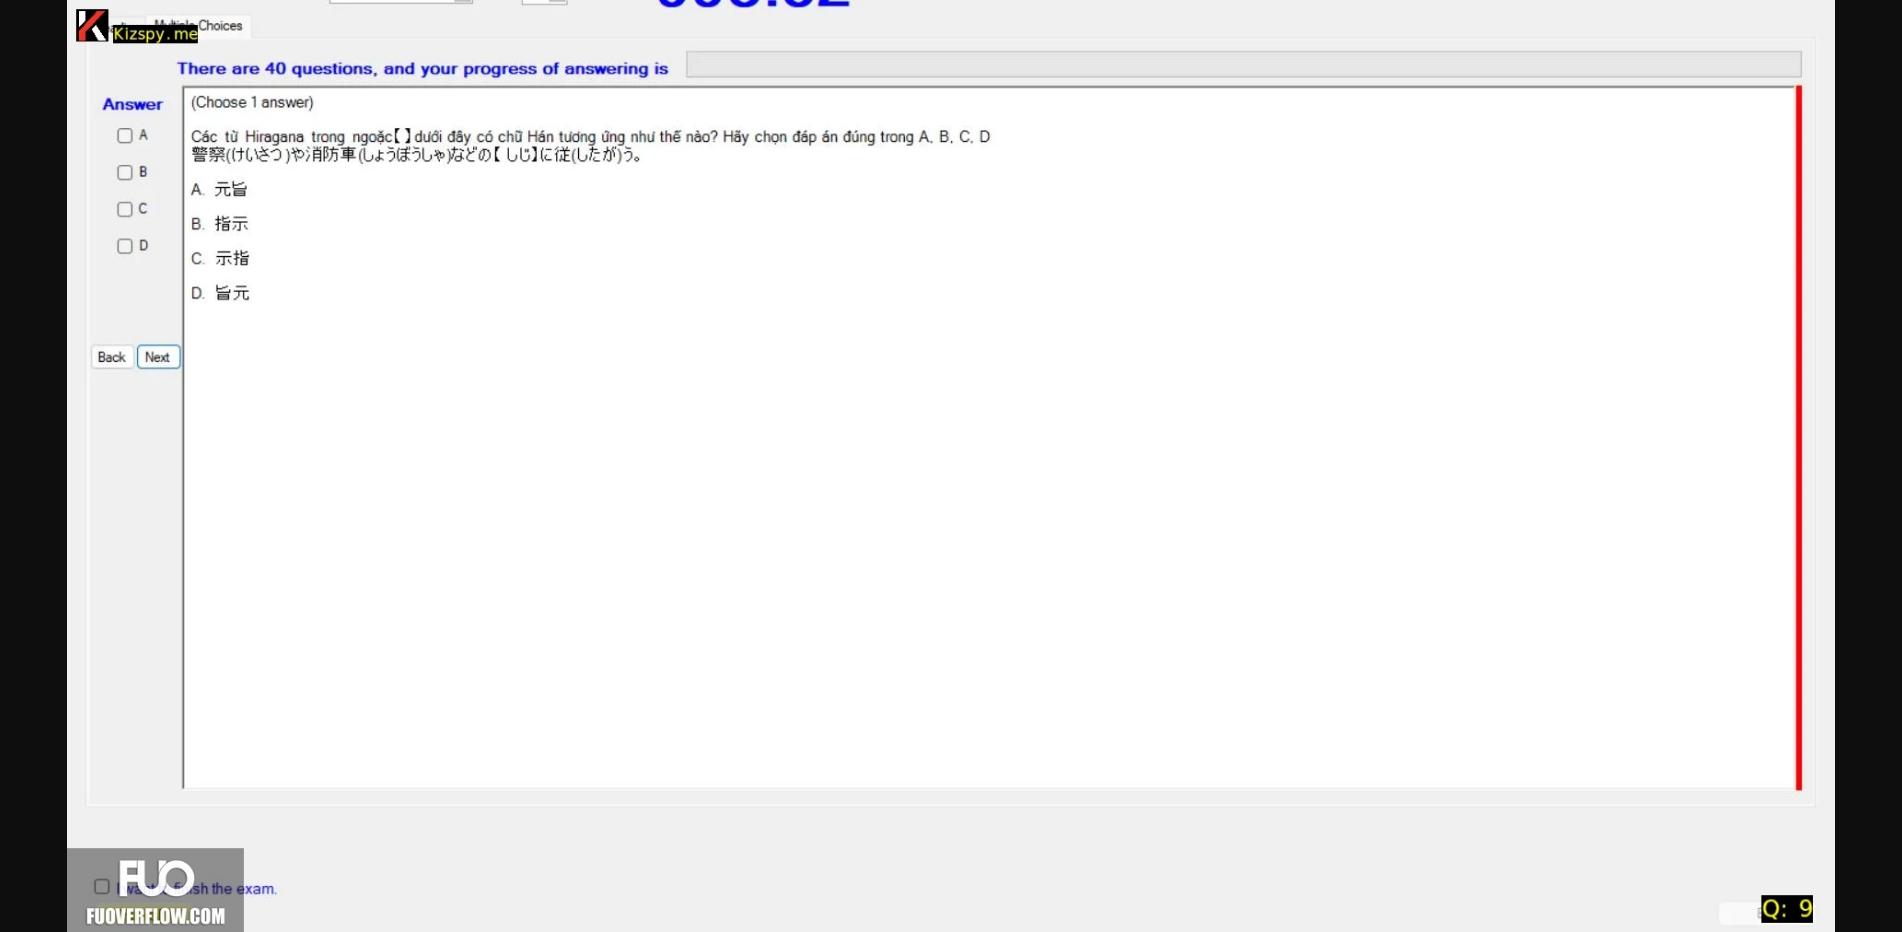 Choices
Kizspy.me
There are 40 questions, and your progress of answering is
Answer
(Choose 1 answer)
A
Các từ Hiragana trong ngoặc【 】dưới đây có chữ Hán tương ứng như thế nào? Hãy chọn đáp án đúng trong A, B, C, D
警察(けいさつ)や消防車(しょうぼうしゃ)などの【 しじ】に従(したが)う。
B
A. 元旨
C
B. 指示
D
C. 示指
D. 旨元
Back Next
FUO
finish the exam.
FUOVERFLOW.COM
Q: 9